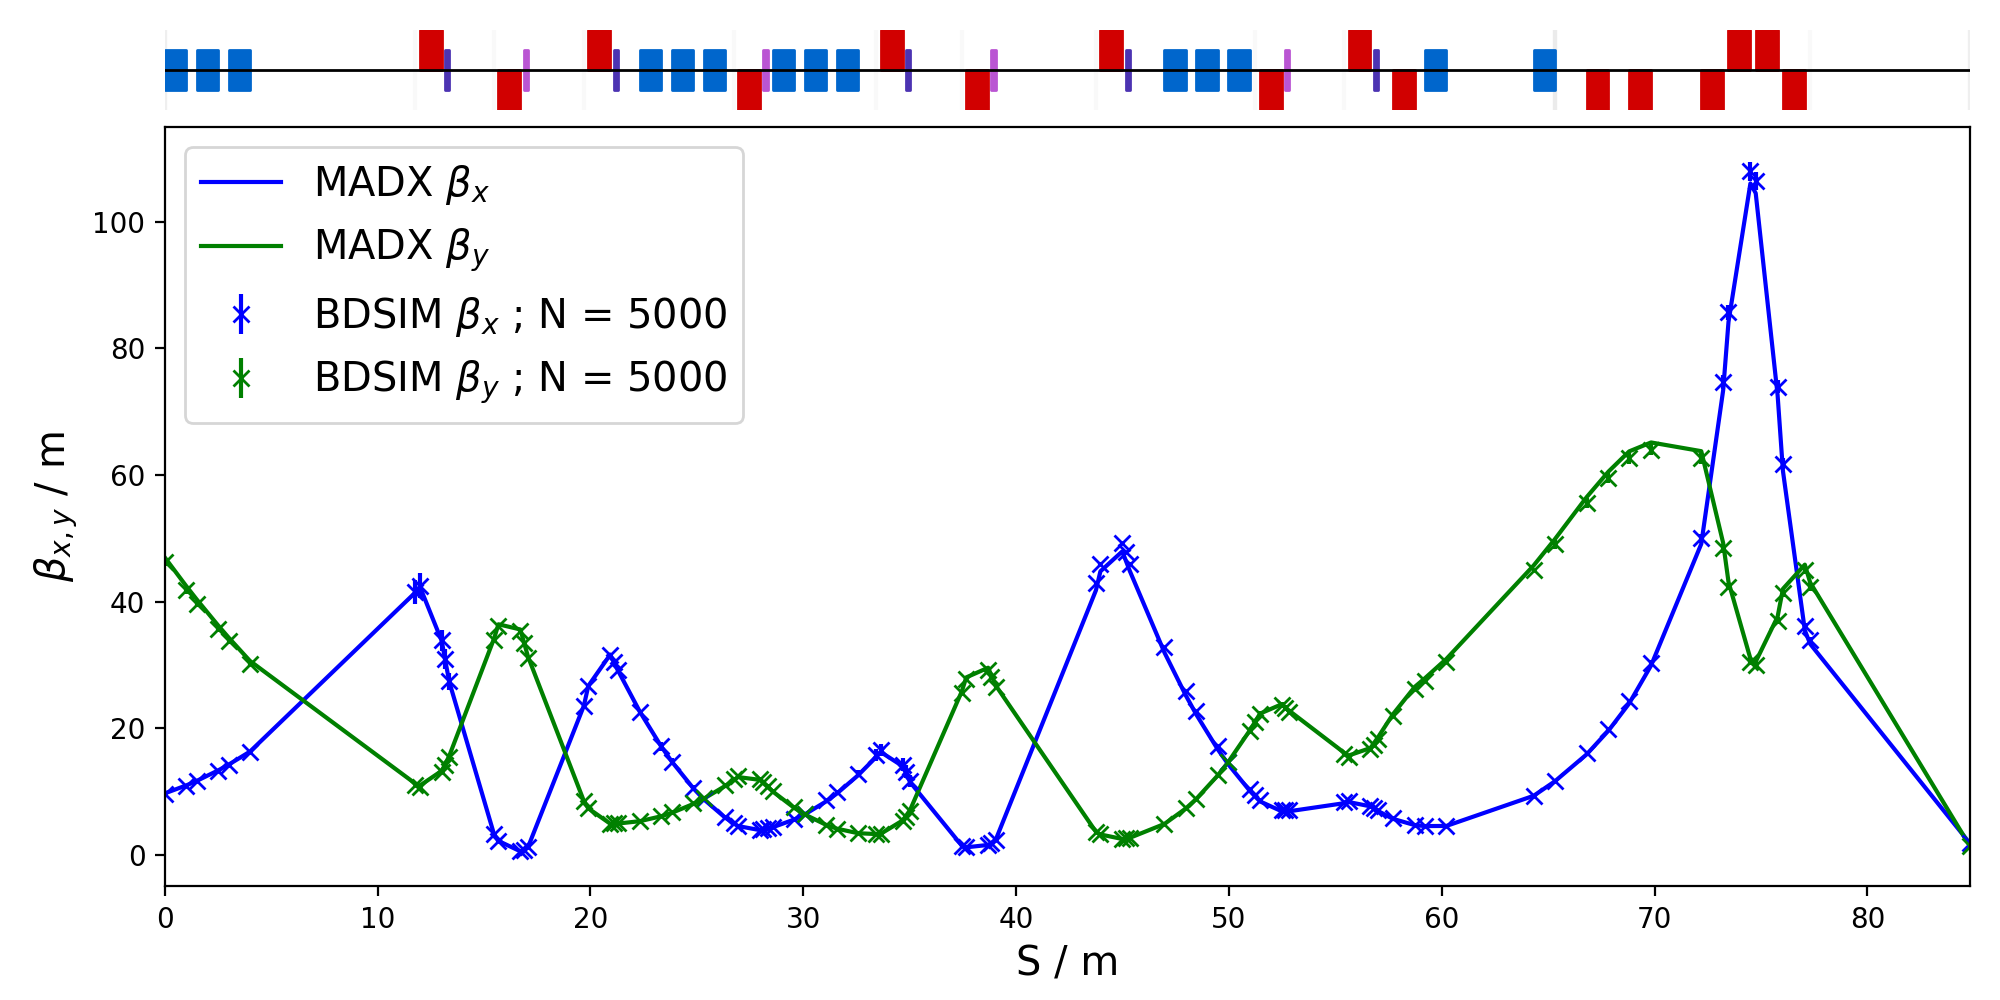 MADX βx
MADX βy
BDSIM βx ; N = 5000
BDSIM βy ; N = 5000
βx,y / m
100
80
60
40
20
0
0 10 20 30 40 50 60 70 80
S / m